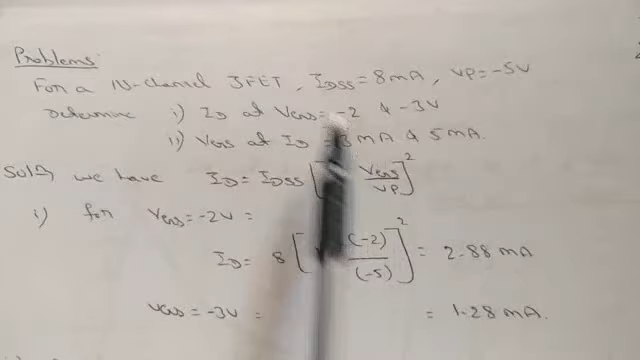 Problems:
For a N-channel JFET, IDSS = 8mA, VP = -5V
Determine i) ID at VGS = -2 & -3V
ii) VGS at ID = 3 mA & 5 mA.
Soln we have ID = IDSS [ VGS/VP ]²
i) for VGS = -2V =
ID = 8 [ (-2)/(-5) ]² = 2.88 mA
VGS = -3V = = 1.28 mA.